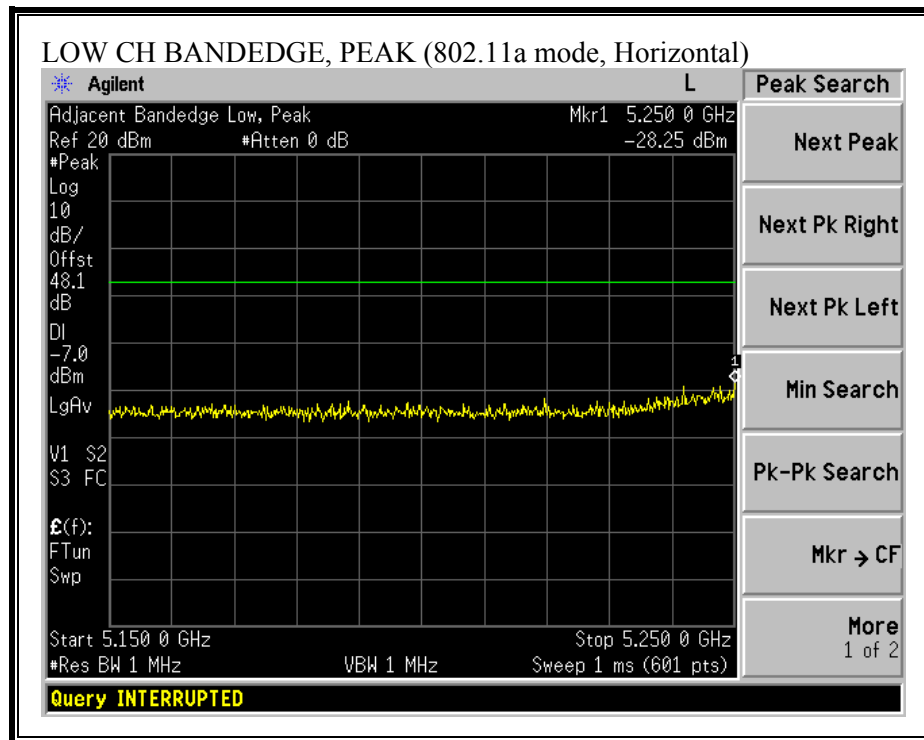 LOW CH BANDEDGE, PEAK (802.11a mode, Horizontal)
Agilent L Peak Search
Adjacent Bandedge Low, Peak Mkr1 5.250 0 GHz
Ref 20 dBm #Atten 0 dB -28.25 dBm
#Peak
Log
10
dB/
Offst
48.1
dB
DI
-7.0
dBm
LgAv
V1 S2
S3 FC
£(f):
FTun
Swp
1
Start 5.150 0 GHz Stop 5.250 0 GHz
#Res BW 1 MHz VBW 1 MHz Sweep 1 ms (601 pts)
Query INTERRUPTED
Next Peak
Next Pk Right
Next Pk Left
Min Search
Pk-Pk Search
Mkr → CF
More
1 of 2